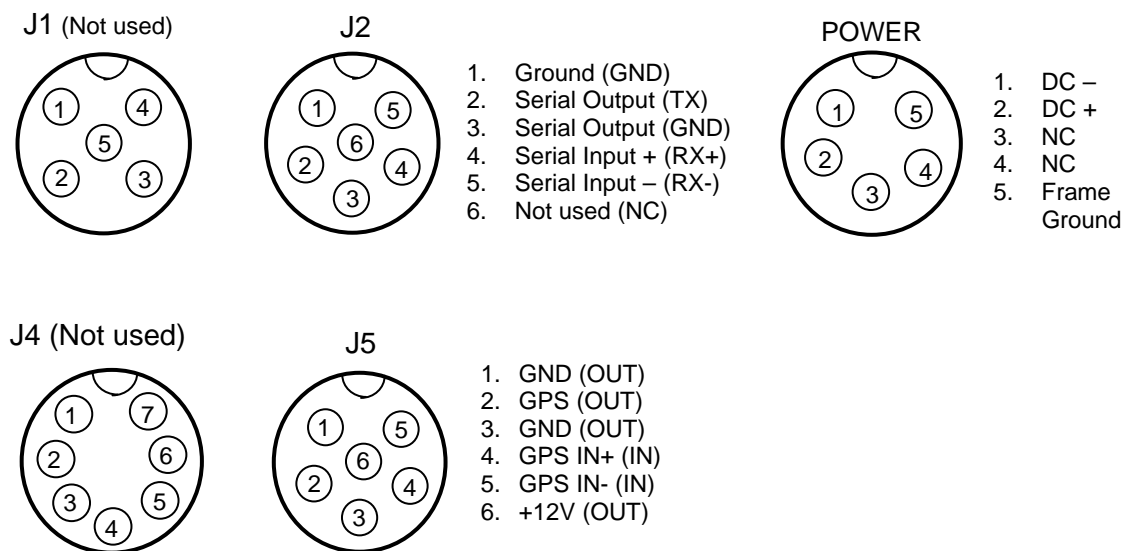 J1 (Not used)
1
4
5
2
3
J2
1
5
6
2
4
3
1. Ground (GND)
2. Serial Output (TX)
3. Serial Output (GND)
4. Serial Input + (RX+)
5. Serial Input – (RX-)
6. Not used (NC)
POWER
1
5
2
4
3
1. DC –
2. DC +
3. NC
4. NC
5. Frame
Ground
J4 (Not used)
1
7
2
6
3
5
4
J5
1
5
6
2
4
3
1. GND (OUT)
2. GPS (OUT)
3. GND (OUT)
4. GPS IN+ (IN)
5. GPS IN- (IN)
6. +12V (OUT)